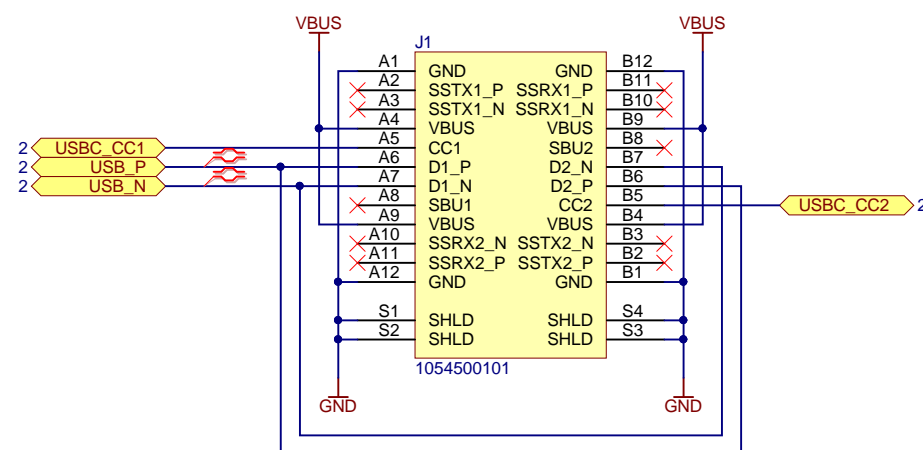 VBUS VBUS
J1
A1 GND GND B12
A2 SSTX1_P SSRX1_P B11
A3 SSTX1_N SSRX1_N B10
A4 VBUS VBUS B9
2 USBC_CC1 A5 CC1 SBU2 B8
2 USB_P A6 D1_P D2_N B7
2 USB_N A7 D1_N D2_P B6
A8 SBU1 CC2 B5 USBC_CC2 2
A9 VBUS VBUS B4
A10 SSRX2_N SSTX2_N B3
A11 SSRX2_P SSTX2_P B2
A12 GND GND B1
S1 SHLD SHLD S4
S2 SHLD SHLD S3
1054500101
GND GND